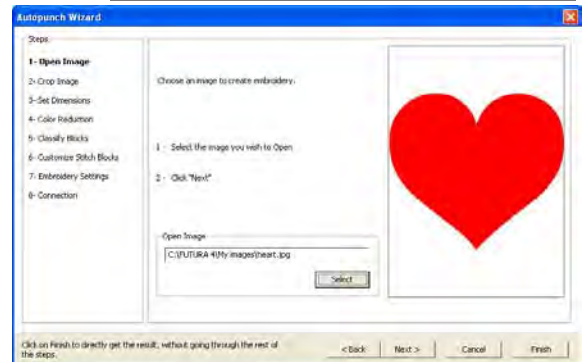 Autopunch Wizard
Steps
1- Open Image
2- Crop Image
3- Set Dimensions
4- Color Reduction
5- Classify Blocks
6- Customize Stitch Blocks
7- Embroidery Settings
8- Connection
Choose an image to create embroidery.
1 - Select the image you wish to Open
2 - Click "Next"
Open Image
C:\FUTURA 4\My images\heart.jpg
Select
Click on Finish to directly get the result, without going through the rest of
the steps.
< Back
Next >
Cancel
Finish